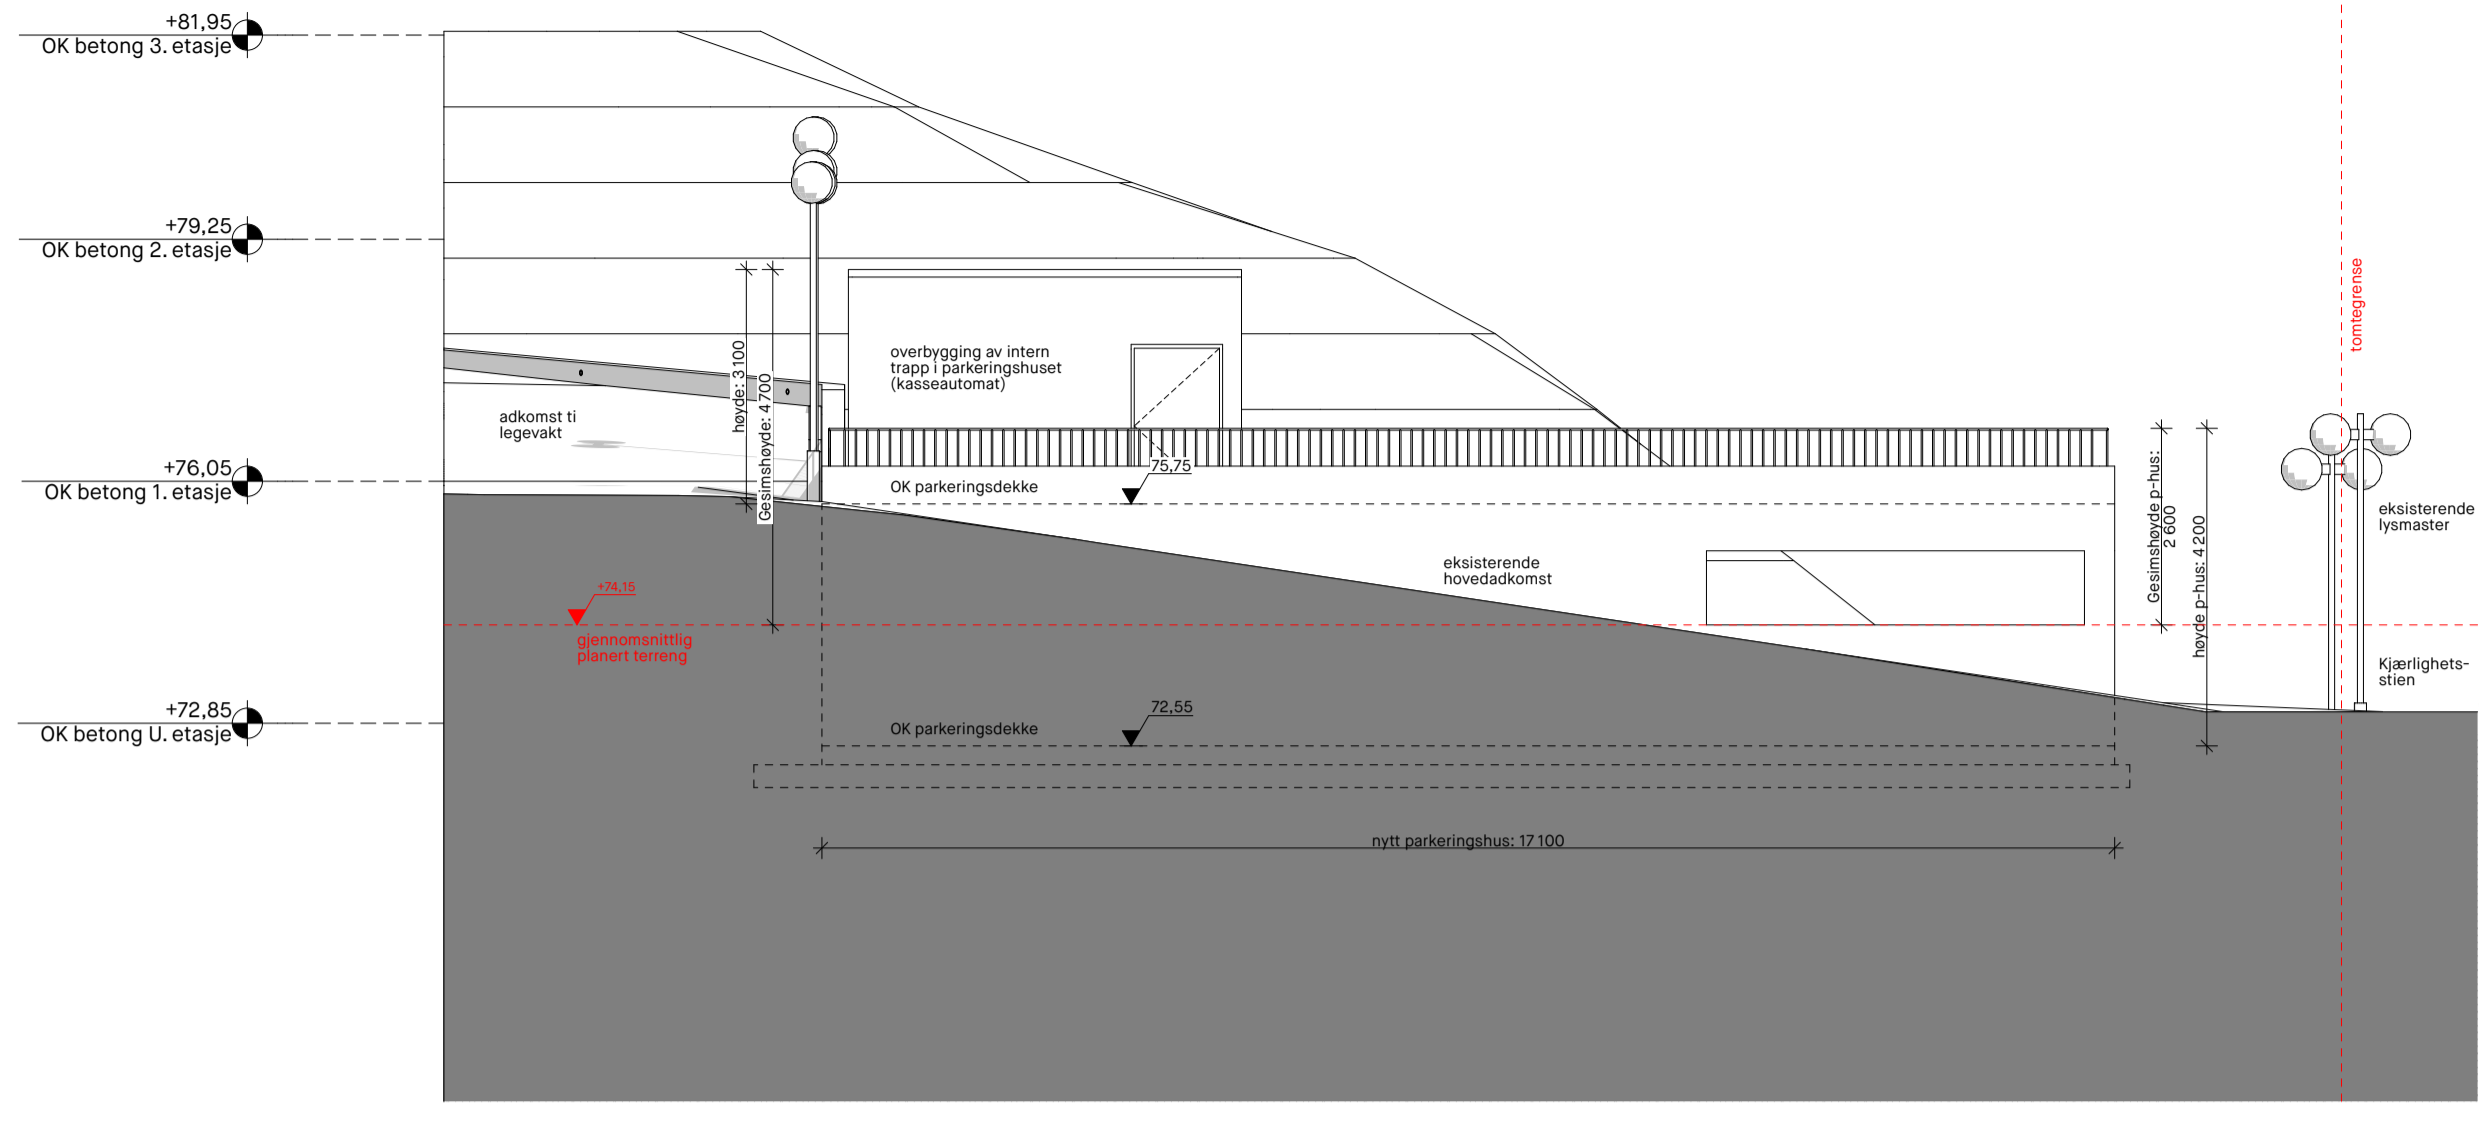 +81,95
OK betong 3. etasje
+79,25
OK betong 2. etasje
+76,05
OK betong 1. etasje
+72,85
OK betong U. etasje
adkomst ti
legevakt
høyde: 3 100
Gesimshøyde: 4 700
overbygging av intern
trapp i parkeringshuset
(kasseautomat)
75,75
OK parkeringsdekke
eksisterende
hovedadkomst
+74,15
gjennomsnittlig
planert terreng
72,55
OK parkeringsdekke
nytt parkeringshus: 17 100
Gesimshøyde p-hus:
2 600
høyde p-hus: 4 200
tomtegrense
eksisterende
lysmaster
Kjærlighets-
stien